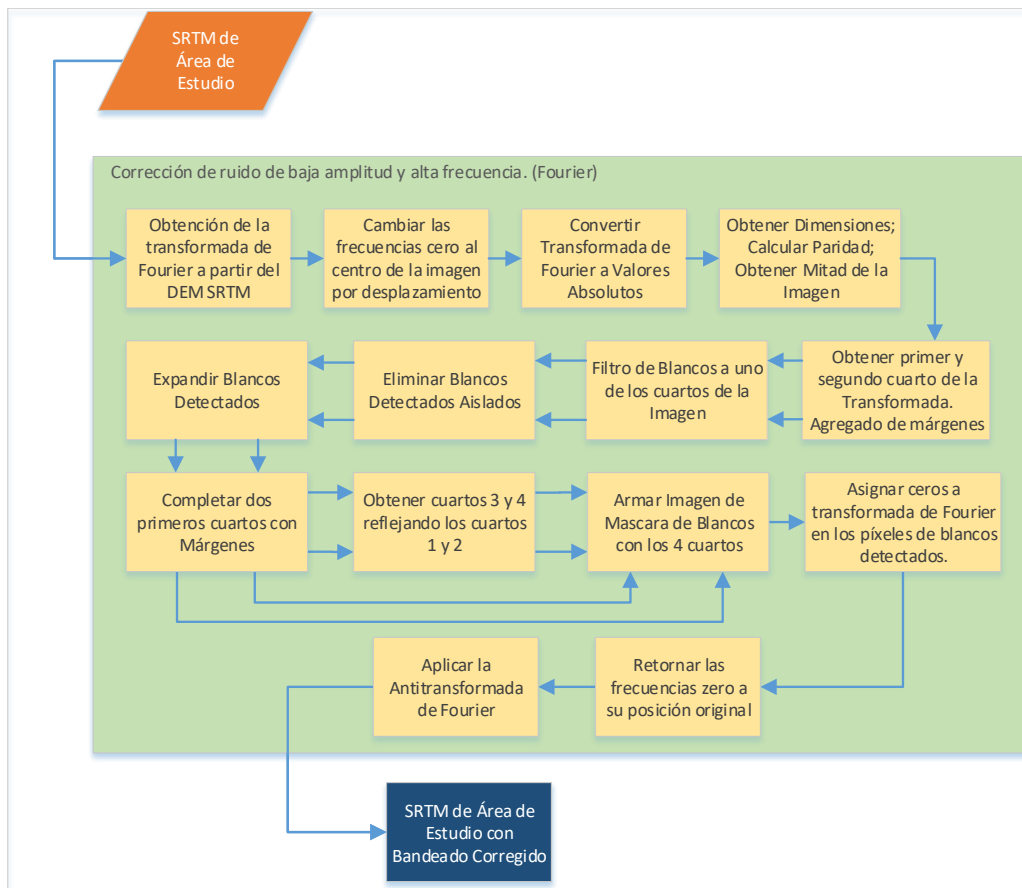 SRTM de
Área de
Estudio
Corrección de ruido de baja amplitud y alta frecuencia. (Fourier)
Obtención de la
transformada de
Fourier a partir del
DEM SRTM
Cambiar las
frecuencias cero al
centro de la imagen
por desplazamiento
Convertir
Transformada de
Fourier a Valores
Absolutos
Obtener Dimensiones;
Calcular Paridad;
Obtener Mitad de la
Imagen
Obtener primer y
segundo cuarto de la
Transformada.
Agregado de márgenes
Filtro de Blancos a uno
de los cuartos de la
Imagen
Eliminar Blancos
Detectados Aislados
Expandir Blancos
Detectados
Completar dos
primeros cuartos con
Márgenes
Obtener cuartos 3 y 4
reflejando los cuartos
1 y 2
Armar Imagen de
Mascara de Blancos
con los 4 cuartos
Asignar ceros a
transformada de Fourier
en los píxeles de blancos
detectados.
Retornar las
frecuencias zero a
su posición original
Aplicar la
Antitransformada
de Fourier
SRTM de Área de
Estudio con
Bandeado Corregido